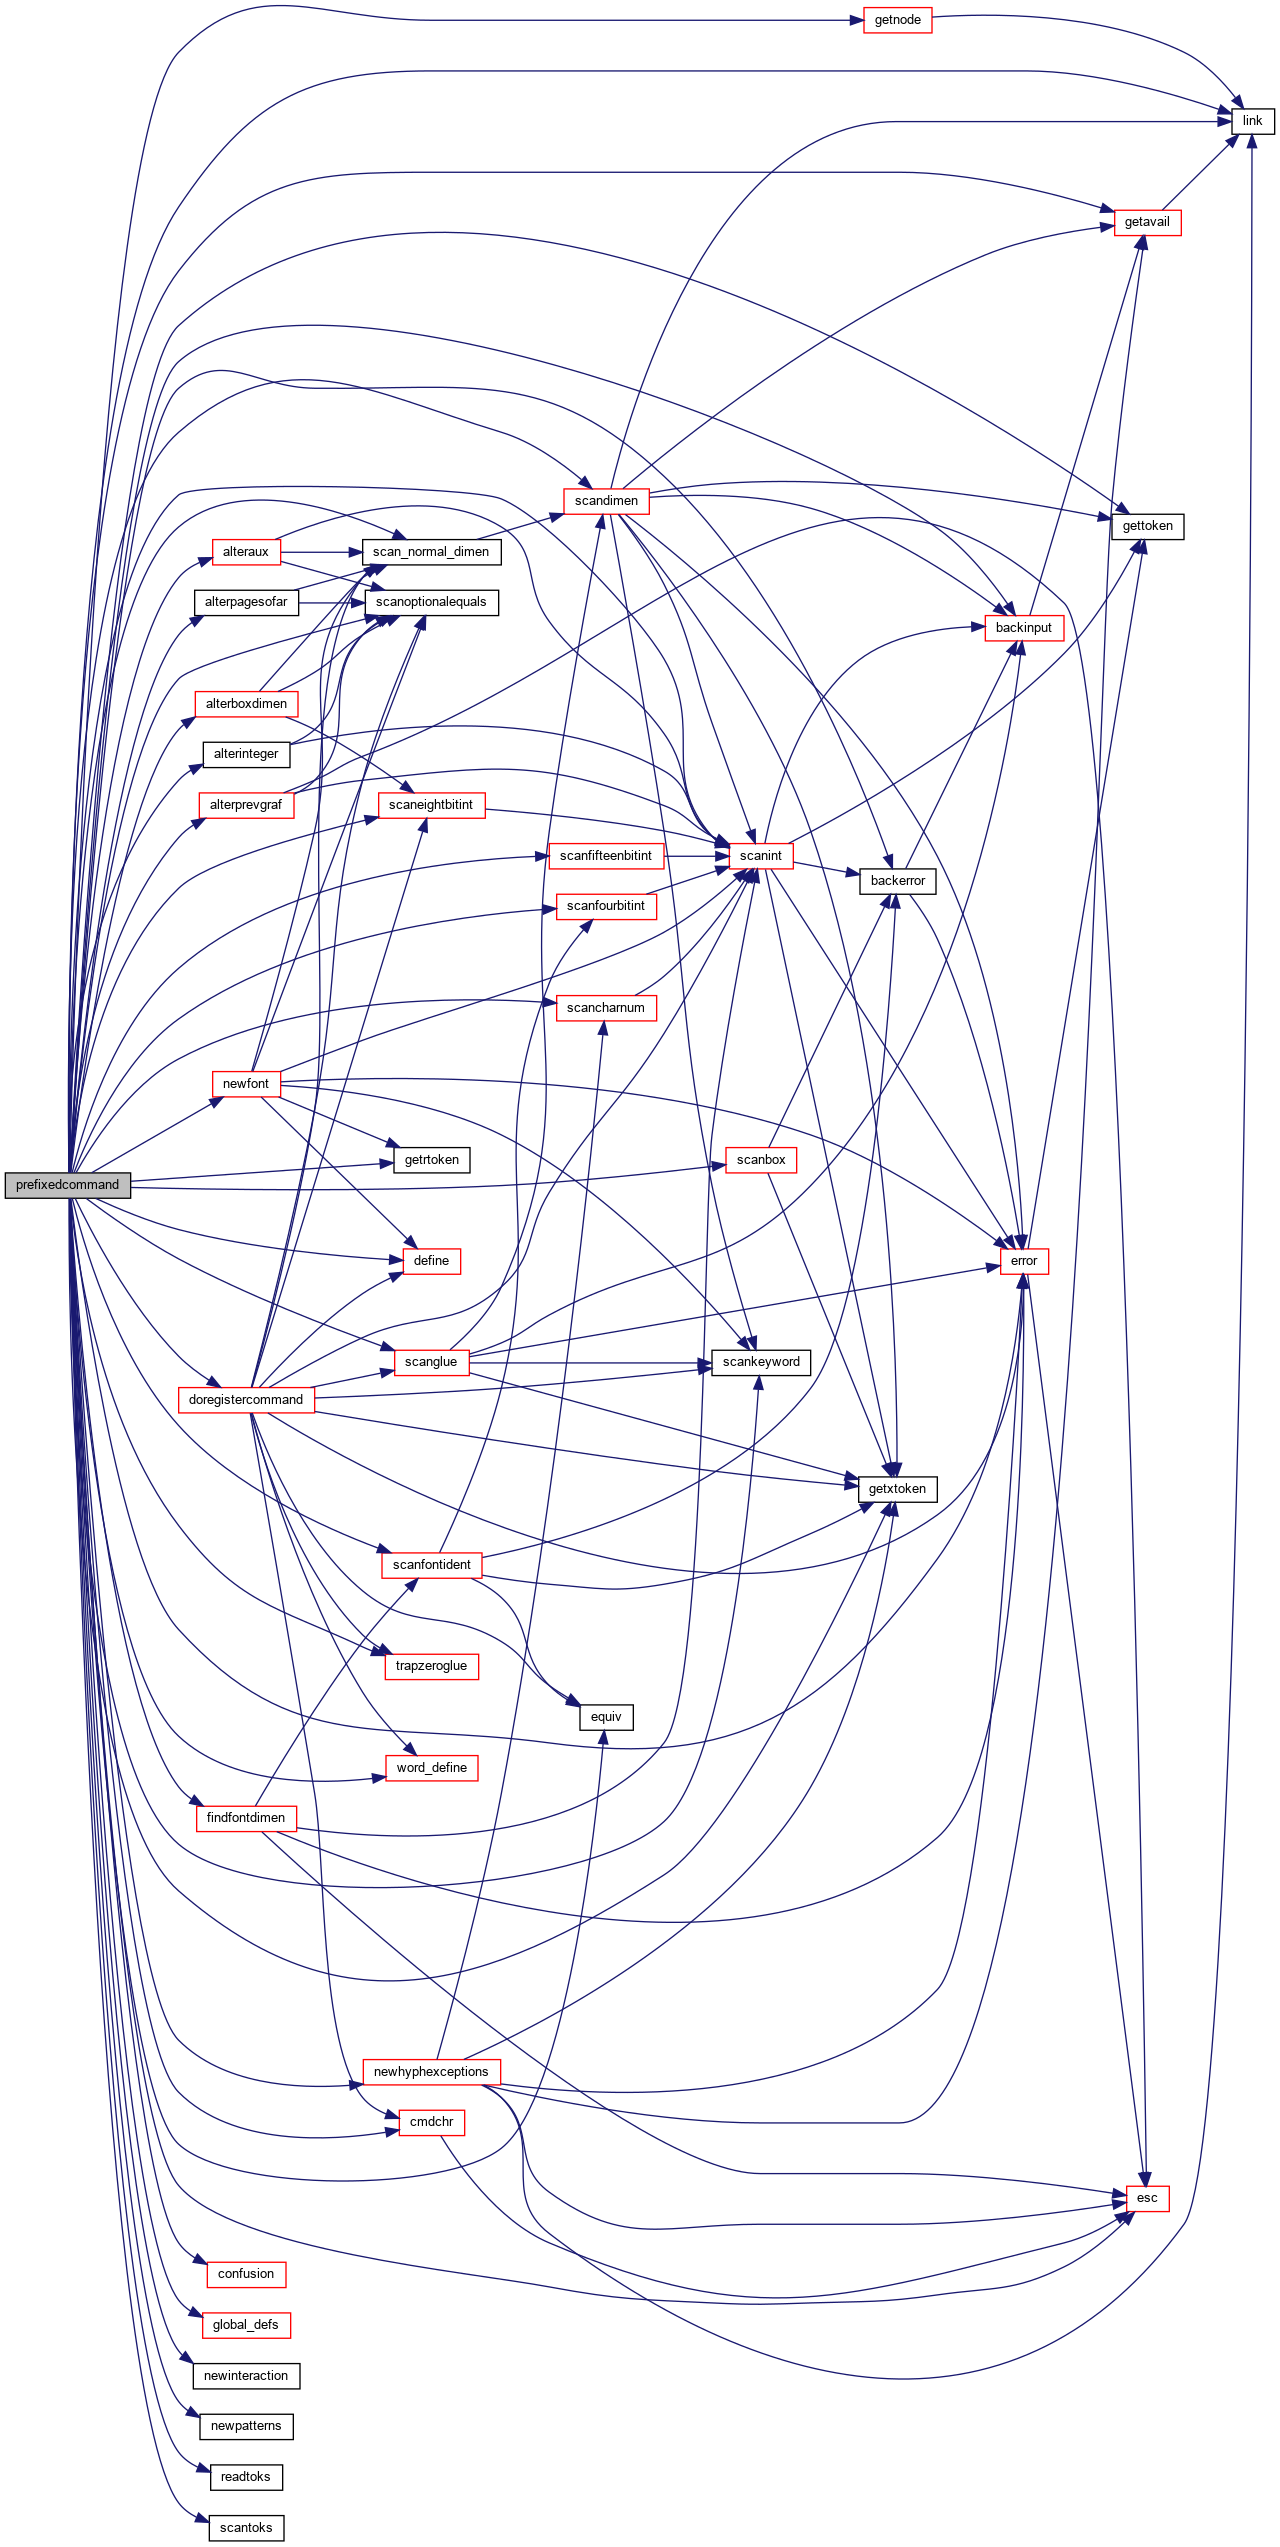 getnode
link
getavail
gettoken
scandimen
alteraux
scan_normal_dimen
alterpagesofar
scanoptionalequals
backinput
alterboxdimen
alterinteger
alterprevgraf
scaneightbitint
scanfifteenbitint
scanint
backerror
scanfourbitint
scancharnum
newfont
getrtoken
scanbox
prefixedcommand
define
error
scanglue
scankeyword
doregistercommand
getxtoken
scanfontident
trapzeroglue
equiv
word_define
findfontdimen
newhyphexceptions
cmdchr
esc
confusion
global_defs
newinteraction
newpatterns
readtoks
scantoks